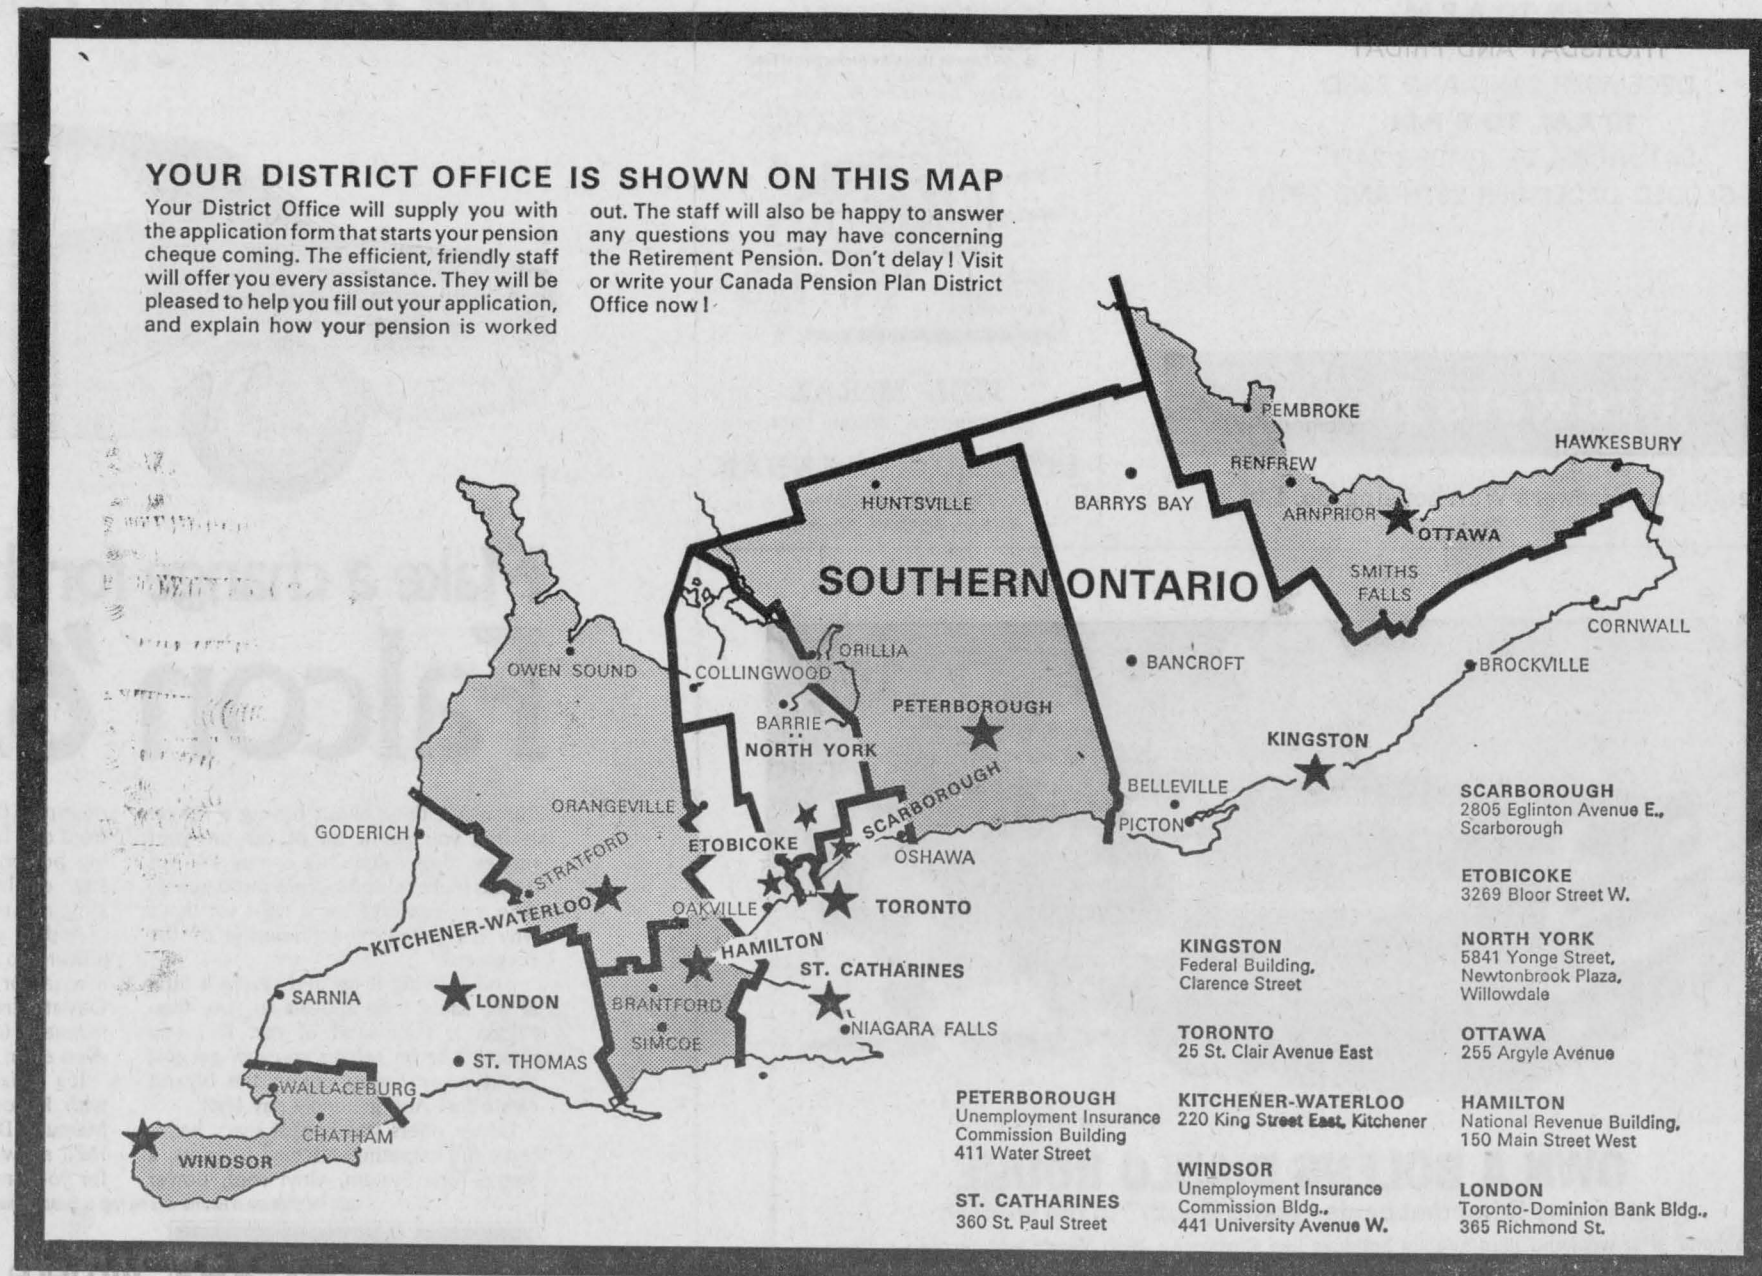 YOUR DISTRICT OFFICE IS SHOWN ON THIS MAP
Your District Office will supply you with
the application form that starts your pension
cheque coming. The efficient, friendly staff
will offer you every assistance. They will be
pleased to help you fill out your application,
and explain how your pension is worked
out. The staff will also be happy to answer
any questions you may have concerning
the Retirement Pension. Don't delay! Visit
or write your Canada Pension Plan District
Office now!
PEMBROKE
HAWKESBURY
RENFREW
HUNTSVILLE
BARRYS BAY
ARNPRIOR
OTTAWA
SOUTHERN ONTARIO
SMITHS
FALLS
CORNWALL
ORILLIA
OWEN SOUND
COLLINGWOOD
BANCROFT
BROCKVILLE
PETERBOROUGH
BARRIE
NORTH YORK
KINGSTON
BELLEVILLE
ORANGEVILLE
SCARBOROUGH
PICTON
GODERICH
STRATFORD
ETOBICOKE
OSHAWA
KITCHENER-WATERLOO
OAKVILLE
TORONTO
HAMILTON
ST. CATHARINES
SARNIA
LONDON
BRANTFORD
NIAGARA FALLS
SIMCOE
ST. THOMAS
WALLACEBURG
CHATHAM
WINDSOR
PETERBOROUGH
Unemployment Insurance
Commission Building
411 Water Street
ST. CATHARINES
360 St. Paul Street
KINGSTON
Federal Building,
Clarence Street
TORONTO
25 St. Clair Avenue East
KITCHENER-WATERLOO
220 King Street East, Kitchener
WINDSOR
Unemployment Insurance
Commission Bldg.,
441 University Avenue W.
SCARBOROUGH
2805 Eglinton Avenue E.,
Scarborough
ETOBICOKE
3269 Bloor Street W.
NORTH YORK
5841 Yonge Street,
Newtonbrook Plaza,
Willowdale
OTTAWA
255 Argyle Avenue
HAMILTON
National Revenue Building,
150 Main Street West
LONDON
Toronto-Dominion Bank Bldg.,
365 Richmond St.